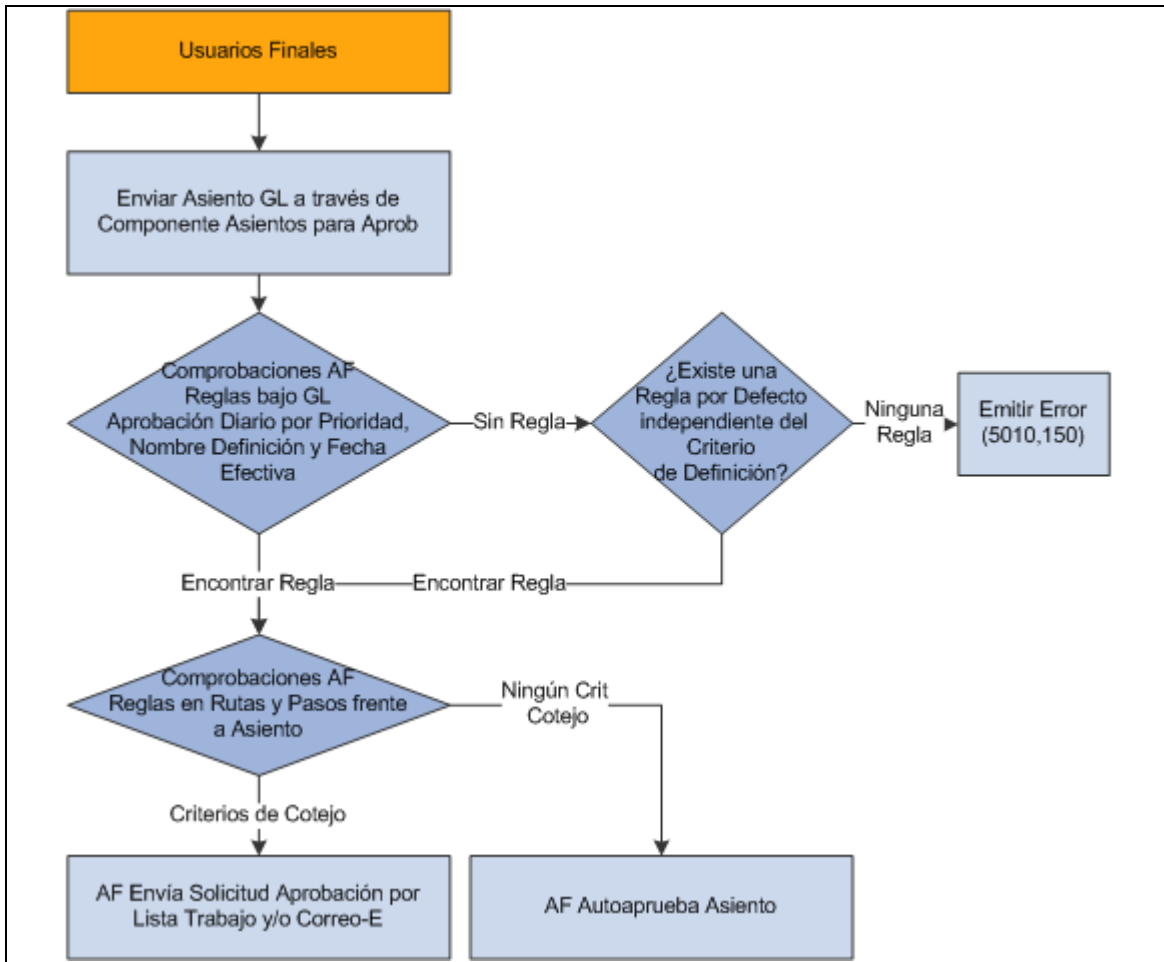 Usuarios Finales
Enviar Asiento GL a través de
Componente Asientos para Aprob
Comprobaciones AF
Reglas bajo GL
Aprobación Diario por Prioridad,
Nombre Definición y Fecha
Efectiva
Sin Regla
¿Existe una
Regla por Defecto
independiente del
Criterio
de Definición?
Ninguna
Regla
Emitir Error
(5010,150)
Encontrar Regla
Encontrar Regla
Comprobaciones AF
Reglas en Rutas y Pasos frente
a Asiento
Ningún Crit
Cotejo
Criterios de Cotejo
AF Envía Solicitud Aprobación por
Lista Trabajo y/o Correo-E
AF Autoaprueba Asiento